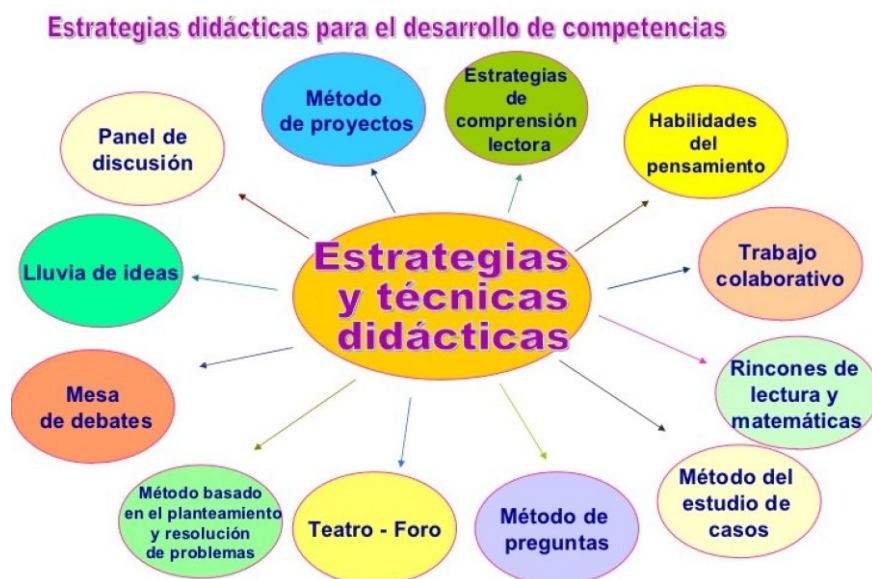 Estrategias didácticas para el desarrollo de competencias
Panel de
discusión
Método
de proyectos
Estrategias
de
comprensión
lectora
Habilidades
del
pensamiento
Lluvia de ideas
Estrategias
y técnicas
didácticas
Trabajo
colaborativo
Mesa
de debates
Rincones de
lectura y
matemáticas
Método basado
en el planteamiento
y resolución
de problemas
Teatro - Foro
Método de
preguntas
Método del
estudio de
casos